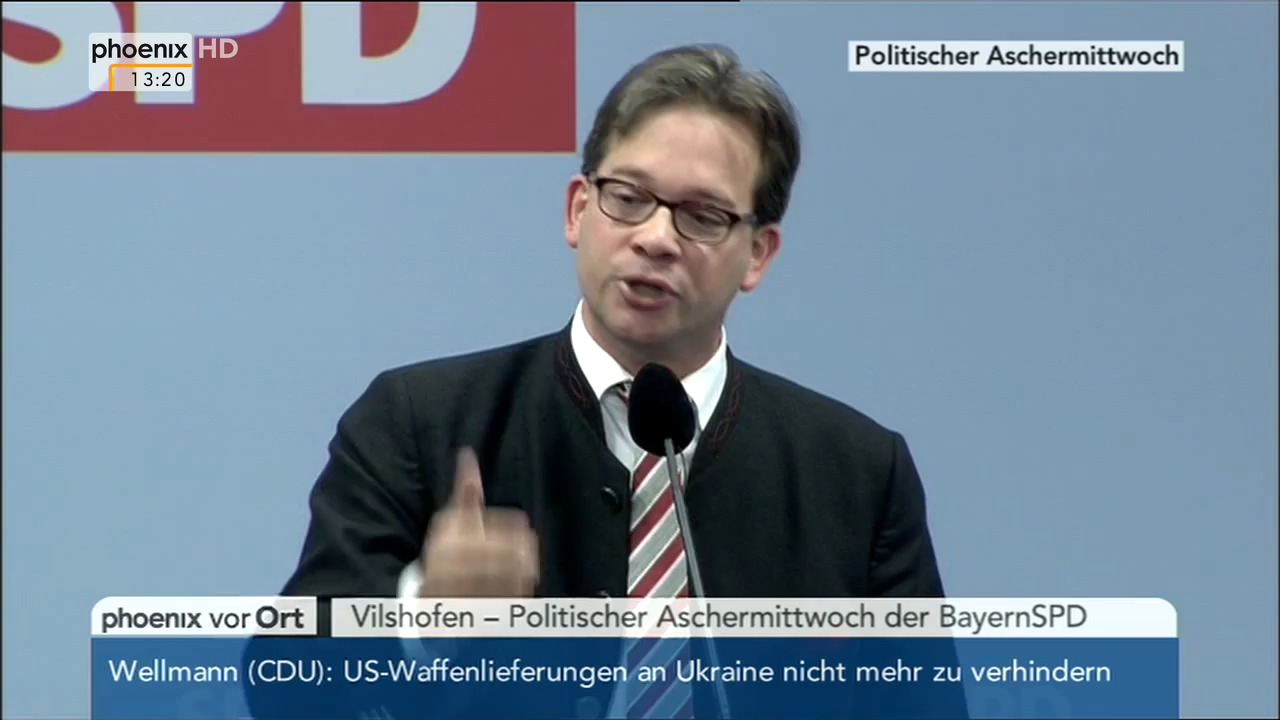 SPD
phoenix HD
13:20
Politischer Aschermittwoch
phoenix vor Ort
Vilshofen – Politischer Aschermittwoch der BayernSPD
Wellmann (CDU): US-Waffenlieferungen an Ukraine nicht mehr zu verhindern